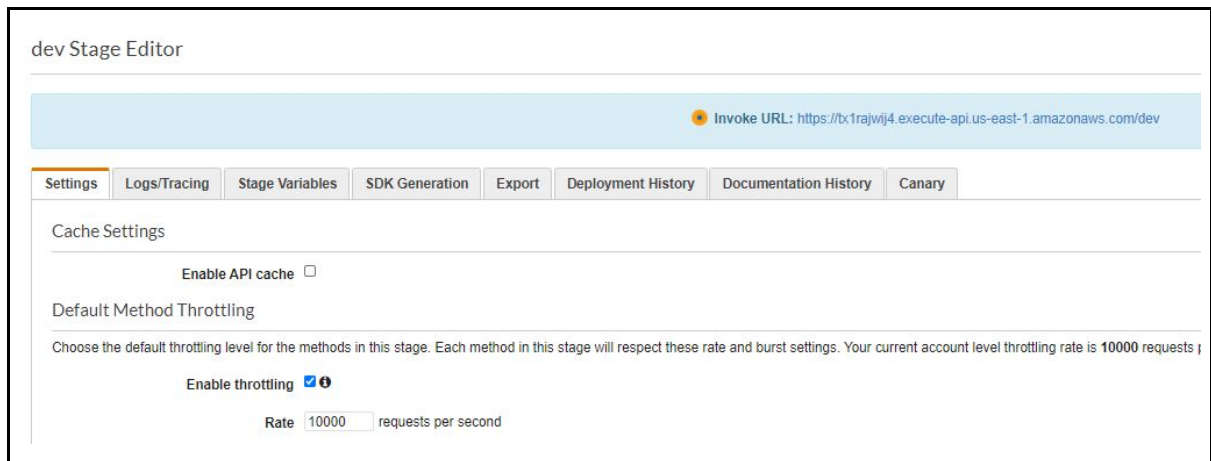 dev Stage Editor
Invoke URL: https://tx1rajwij4.execute-api.us-east-1.amazonaws.com/dev
Settings Logs/Tracing Stage Variables SDK Generation Export Deployment History Documentation History Canary
Cache Settings
Enable API cache
Default Method Throttling
Choose the default throttling level for the methods in this stage. Each method in this stage will respect these rate and burst settings. Your current account level throttling rate is 10000 requests
Enable throttling
Rate 10000 requests per second